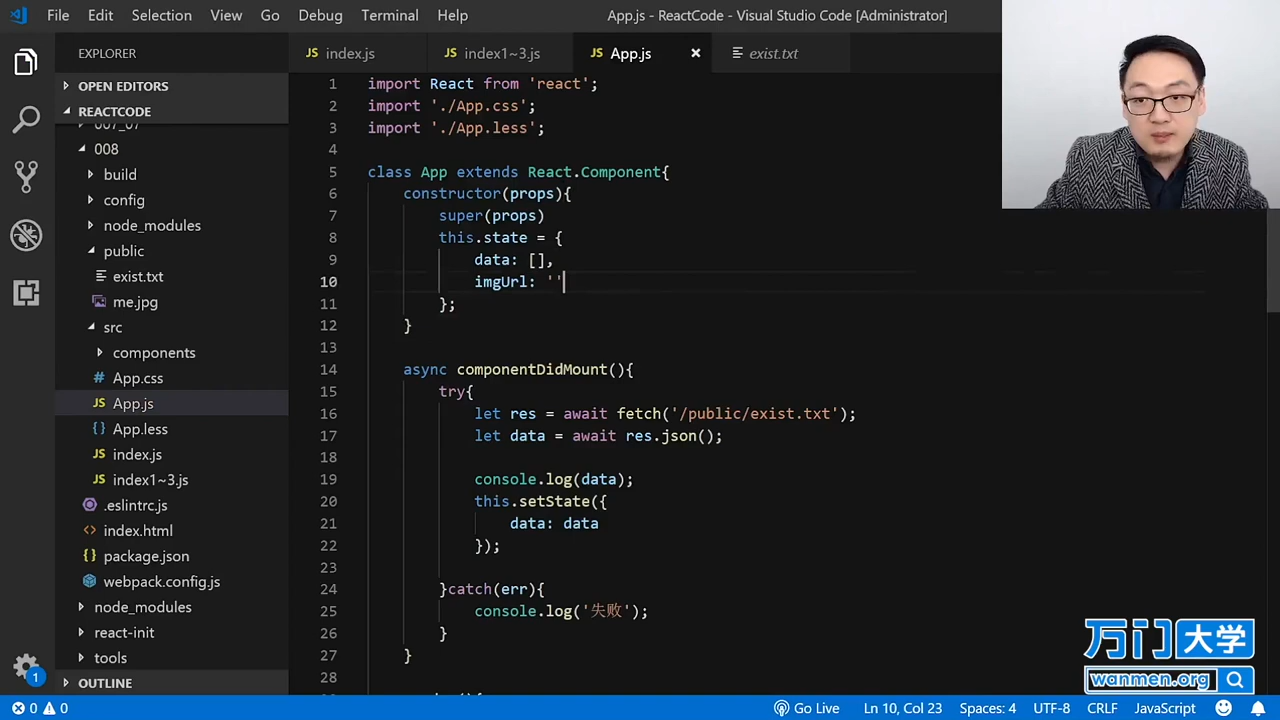 File Edit Selection View Go Debug Terminal Help
App.js - ReactCode - Visual Studio Code [Administrator]
EXPLORER
OPEN EDITORS
REACTCODE
007_07
008
build
config
node_modules
public
exist.txt
me.jpg
src
components
App.css
App.js
App.less
index.js
index1~3.js
.eslintrc.js
index.html
package.json
webpack.config.js
node_modules
react-init
tools
OUTLINE
index.js
index1~3.js
App.js
exist.txt
1 import React from 'react';
2 import './App.css';
3 import './App.less';
4
5 class App extends React.Component{
6 constructor(props){
7 super(props)
8 this.state = {
9 data: [],
10 imgUrl: ''
11 };
12 }
13
14 async componentDidMount(){
15 try{
16 let res = await fetch('/public/exist.txt');
17 let data = await res.json();
18
19 console.log(data);
20 this.setState({
21 data: data
22 });
23
24 }catch(err){
25 console.log('失败');
26 }
27 }
28
万门大学
wanmen.org
1
0 0
Go Live
Ln 10, Col 23
Spaces: 4
UTF-8
CRLF
JavaScript